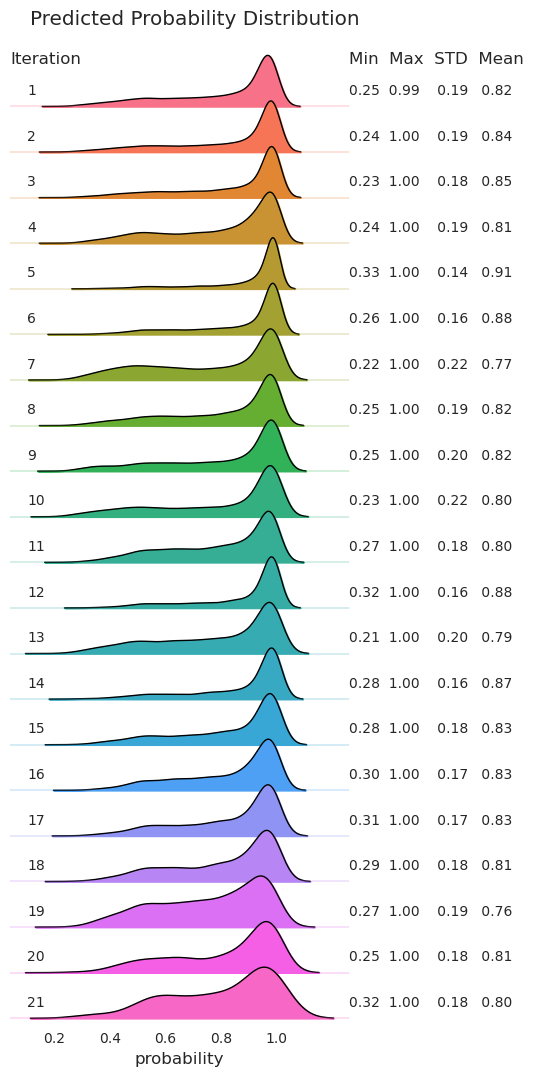 Predicted Probability Distribution
Iteration Min Max STD Mean
1 0.25 0.99 0.19 0.82
2 0.24 1.00 0.19 0.84
3 0.23 1.00 0.18 0.85
4 0.24 1.00 0.19 0.81
5 0.33 1.00 0.14 0.91
6 0.26 1.00 0.16 0.88
7 0.22 1.00 0.22 0.77
8 0.25 1.00 0.19 0.82
9 0.25 1.00 0.20 0.82
10 0.23 1.00 0.22 0.80
11 0.27 1.00 0.18 0.80
12 0.32 1.00 0.16 0.88
13 0.21 1.00 0.20 0.79
14 0.28 1.00 0.16 0.87
15 0.28 1.00 0.18 0.83
16 0.30 1.00 0.17 0.83
17 0.31 1.00 0.17 0.83
18 0.29 1.00 0.18 0.81
19 0.27 1.00 0.19 0.76
20 0.25 1.00 0.18 0.81
21 0.32 1.00 0.18 0.80
0.2 0.4 0.6 0.8 1.0
probability